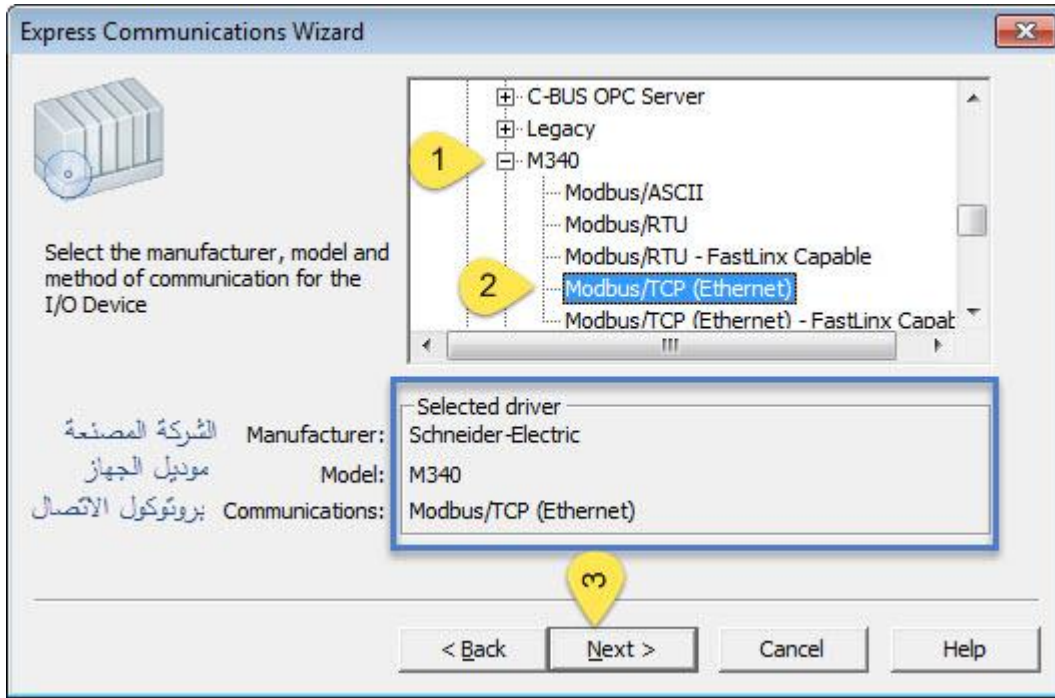 Express Communications Wizard
C-BUS OPC Server
Legacy
1
M340
Modbus/ASCII
Modbus/RTU
Modbus/RTU - FastLinx Capable
2
Modbus/TCP (Ethernet)
Modbus/TCP (Ethernet) - FastLinx Capat
Select the manufacturer, model and
method of communication for the
I/O Device
Selected driver
الشركة المصنعة Manufacturer: Schneider-Electric
موديل الجهاز Model: M340
بروتوكول الاتصال Communications: Modbus/TCP (Ethernet)
3
< Back Next > Cancel Help